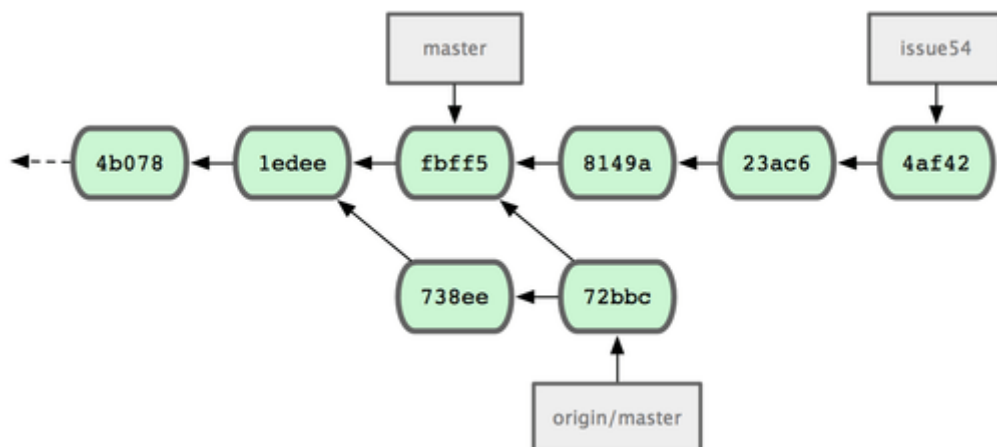 master
issue54
4b078
1edee
fbff5
8149a
23ac6
4af42
738ee
72bbc
origin/master